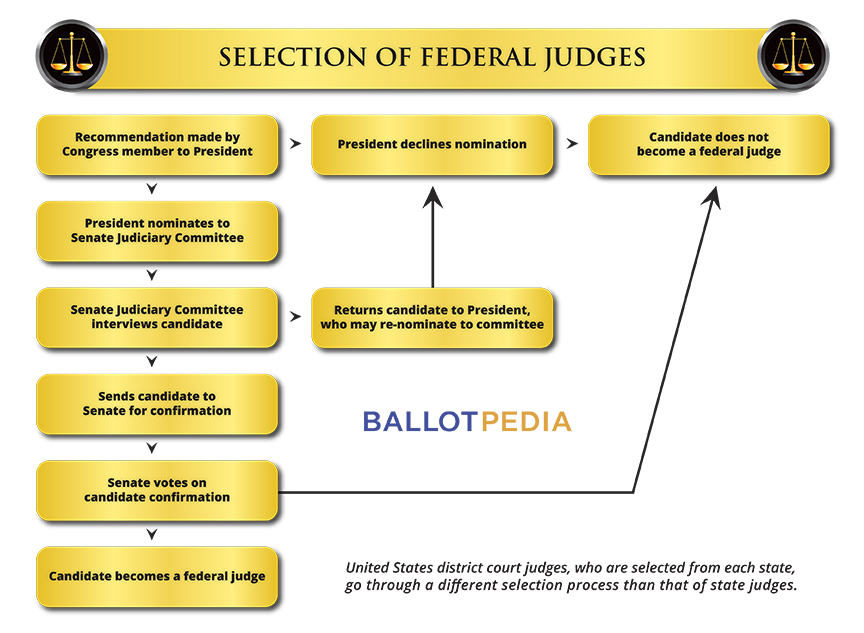 SELECTION OF FEDERAL JUDGES
Recommendation made by
Congress member to President
President declines nomination
Candidate does not
become a federal judge
President nominates to
Senate Judiciary Committee
Senate Judiciary Committee
interviews candidate
Returns candidate to President,
who may re-nominate to committee
Sends candidate to
Senate for confirmation
BALLOTPEDIA
Senate votes on
candidate confirmation
Candidate becomes a federal judge
United States district court judges, who are selected from each state,
go through a different selection process than that of state judges.